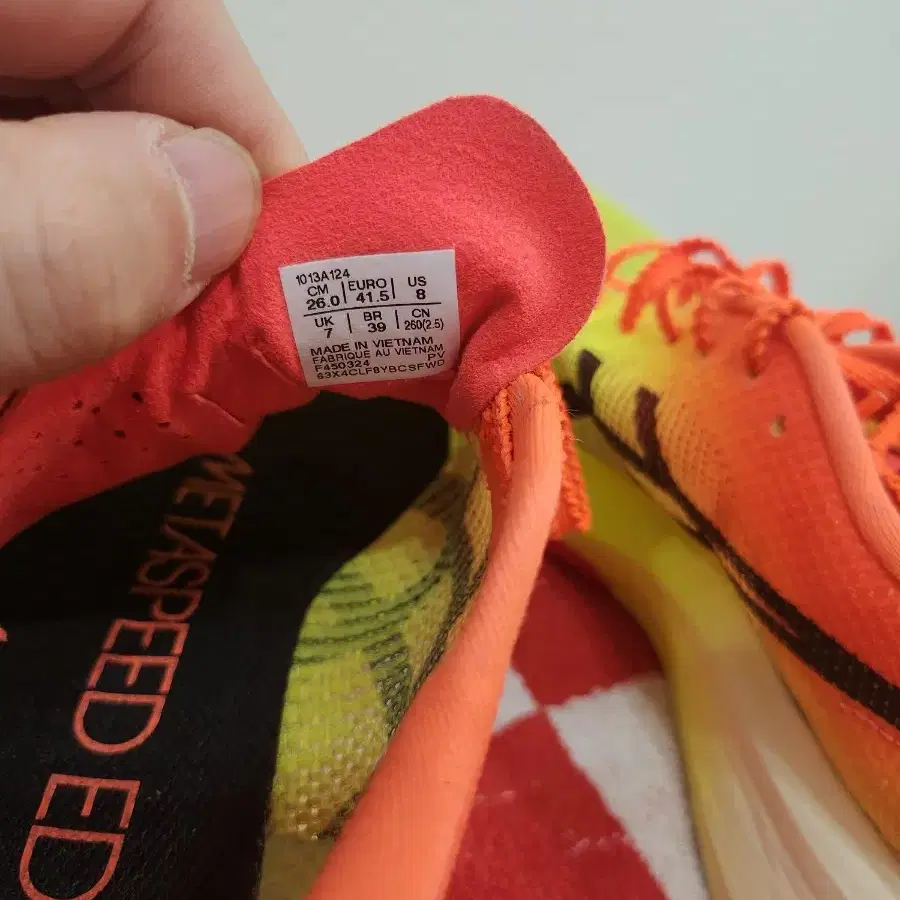 1013A124
CM | EURO | US
26.0 | 41.5 | 8
UK | BR | CN
7 | 39 | 260(2.5)
MADE IN VIETNAM
FABRIQUE AU VIETNAM
F450324 PV
63X4CLF8YBCSFWD
METASPEED ED